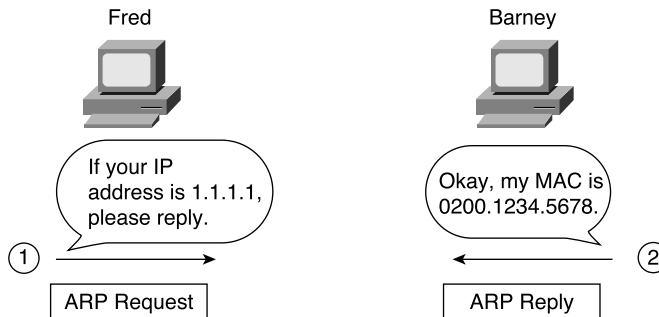 Fred
Barney
If your IP
address is 1.1.1.1,
please reply.
Okay, my MAC is
0200.1234.5678.
1
2
ARP Request
ARP Reply